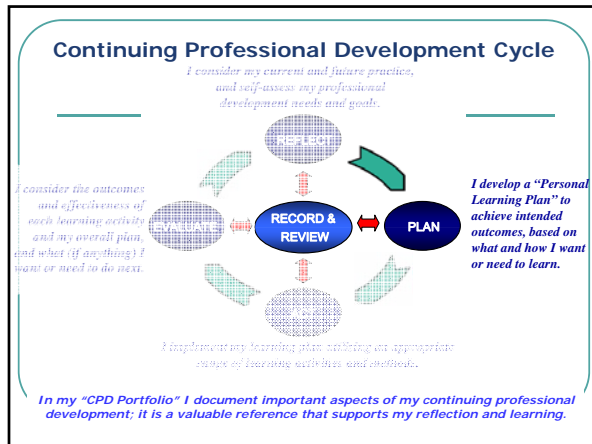 Continuing Professional Development Cycle
I consider my current and future practice,
and self-assess my professional
development needs and goals.
REFLECT
I consider the outcomes
and effectiveness of
each learning activity
and my overall plan,
and what (if anything) I
want or need to do next.
EVALUATE
RECORD &
REVIEW
PLAN
I develop a "Personal
Learning Plan" to
achieve intended
outcomes, based on
what and how I want
or need to learn.
ACT
I implement my learning plan utilizing an appropriate
range of learning activities and methods.
In my "CPD Portfolio" I document important aspects of my continuing professional
development; it is a valuable reference that supports my reflection and learning.